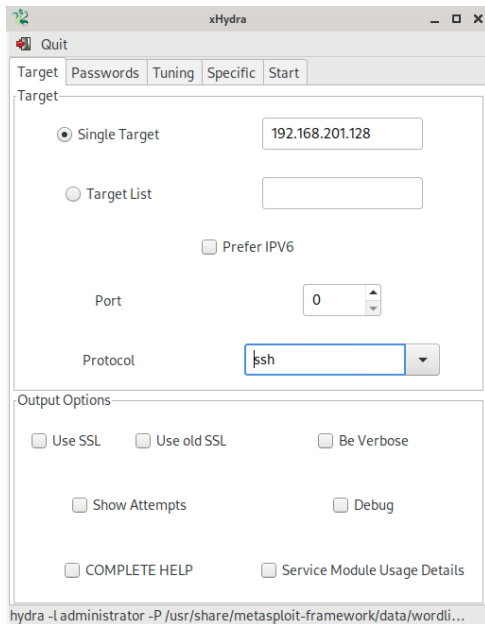 xHydra
Quit
Target Passwords Tuning Specific Start
Target
Single Target 192.168.201.128
Target List
Prefer IPV6
Port 0
Protocol ssh
Output Options
Use SSL Use old SSL Be Verbose
Show Attempts Debug
COMPLETE HELP Service Module Usage Details
hydra -l administrator -P /usr/share/metasploit-framework/data/wordli...